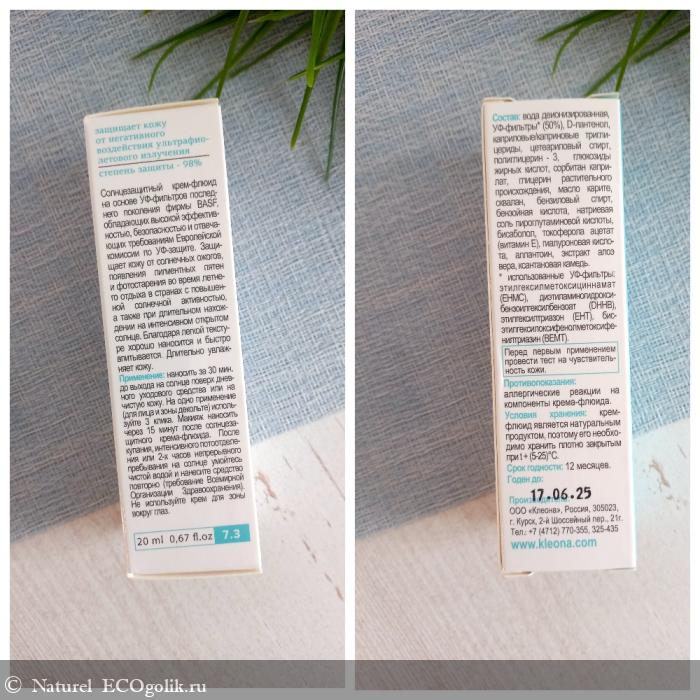 защищает кожу
от негативного
воздействия ультрафио-
летового излучения
степень защиты - 98%
Солнцезащитный крем-флюид
на основе УФ-фильтров послед-
него поколения фирмы BASF,
обладающих высокой эффектив-
ностью, безопасностью и отвеча-
ющих требованиям Европейской
комиссии по УФ-защите. Защи-
щает кожу от солнечных ожогов,
появления пигментных пятен
и фотостарения во время летне-
го отдыха в странах с повышен-
ной солнечной активностью,
а также при длительном нахож-
дении на интенсивном открытом
солнце. Благодаря легкой тексту-
ре хорошо наносится и быстро
впитывается. Длительно увлаж-
няет кожу.
Применение: наносить за 30 мин.
до выхода на солнце поверх днев-
ного уходового средства или на
чистую кожу. На одно применение
(для лица и зоны декольте) исполь-
зуйте 3 клика. Макияж наносить
через 15 минут после солнцеза-
щитного крема-флюида. После
купания, интенсивного потоотделе-
ния или 2-х часов непрерывного
пребывания на солнце умойтесь
чистой водой и нанесите средство
повторно (требование Всемирной
Организации Здравоохранения).
Не используйте крем для зоны
вокруг глаз.
20 ml 0,67 fl.oz 7.3
Состав: вода деионизированная,
УФ-фильтры* (50%), D-пантенол,
каприловые/каприновые тригли-
цериды, цетеариловый спирт,
полиглицерин - 3, глюкозиды
жирных кислот, сорбитан капри-
лат, глицерин растительного
происхождения, масло карите,
сквалан, бензиловый спирт,
бензойная кислота, натриевая
соль пироглутаминовой кислоты,
бисаболол, токоферола ацетат
(витамин Е), гиалуроновая кисло-
та, аллантоин, экстракт алоэ
вера, ксантановая камедь.
* использованные УФ-фильтры:
этилгексилметоксициннамат
(EHMC), диэтиламиногидрокси-
бензоилгексилбензоат (DHHB),
этилгексилтриазон (EHT), бис-
этилгексилоксифенолметоксифе-
нилтриазин (BEMT).
Перед первым применением
провести тест на чувствитель-
ность кожи.
Противопоказания:
аллергические реакции на
компоненты крема-флюида.
Условия хранения: крем-
флюид является натуральным
продуктом, поэтому его необхо-
димо хранить плотно закрытым
при t+ (5-25)°C.
Срок годности: 12 месяцев.
Годен до:
17.06.25
Производитель:
ООО «Клеона», Россия, 305023,
г. Курск, 2-й Шоссейный пер., 21г.
Тел.: +7 (4712) 770-355, 325-435
www.kleona.com
© Naturel ECOgolik.ru